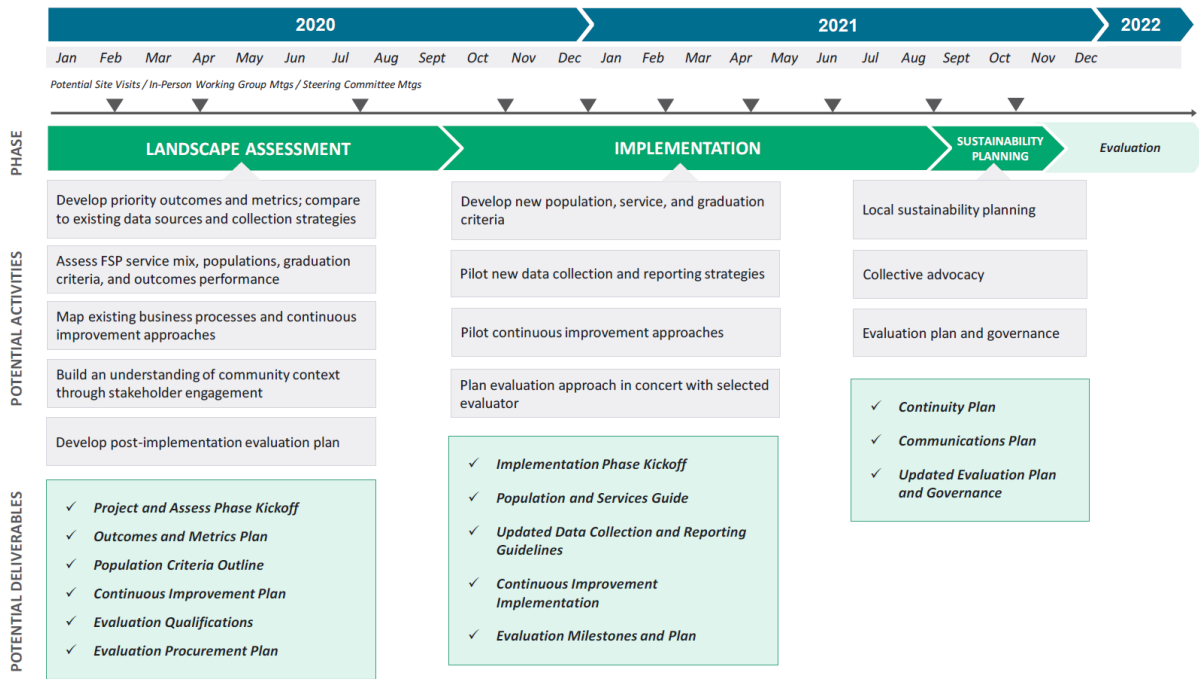 2020 2021 2022
Jan Feb Mar Apr May Jun Jul Aug Sept Oct Nov Dec Jan Feb Mar Apr May Jun Jul Aug Sept Oct Nov Dec
Potential Site Visits / In-Person Working Group Mtgs / Steering Committee Mtgs
PHASE
LANDSCAPE ASSESSMENT
IMPLEMENTATION
SUSTAINABILITY
PLANNING
Evaluation
POTENTIAL ACTIVITIES
Develop priority outcomes and metrics; compare
to existing data sources and collection strategies
Assess FSP service mix, populations, graduation
criteria, and outcomes performance
Map existing business processes and continuous
improvement approaches
Build an understanding of community context
through stakeholder engagement
Develop post-implementation evaluation plan
Develop new population, service, and graduation
criteria
Pilot new data collection and reporting strategies
Pilot continuous improvement approaches
Plan evaluation approach in concert with selected
evaluator
Local sustainability planning
Collective advocacy
Evaluation plan and governance
POTENTIAL DELIVERABLES
✓ Project and Assess Phase Kickoff
✓ Outcomes and Metrics Plan
✓ Population Criteria Outline
✓ Continuous Improvement Plan
✓ Evaluation Qualifications
✓ Evaluation Procurement Plan
✓ Implementation Phase Kickoff
✓ Population and Services Guide
✓ Updated Data Collection and Reporting
Guidelines
✓ Continuous Improvement
Implementation
✓ Evaluation Milestones and Plan
✓ Continuity Plan
✓ Communications Plan
✓ Updated Evaluation Plan
and Governance